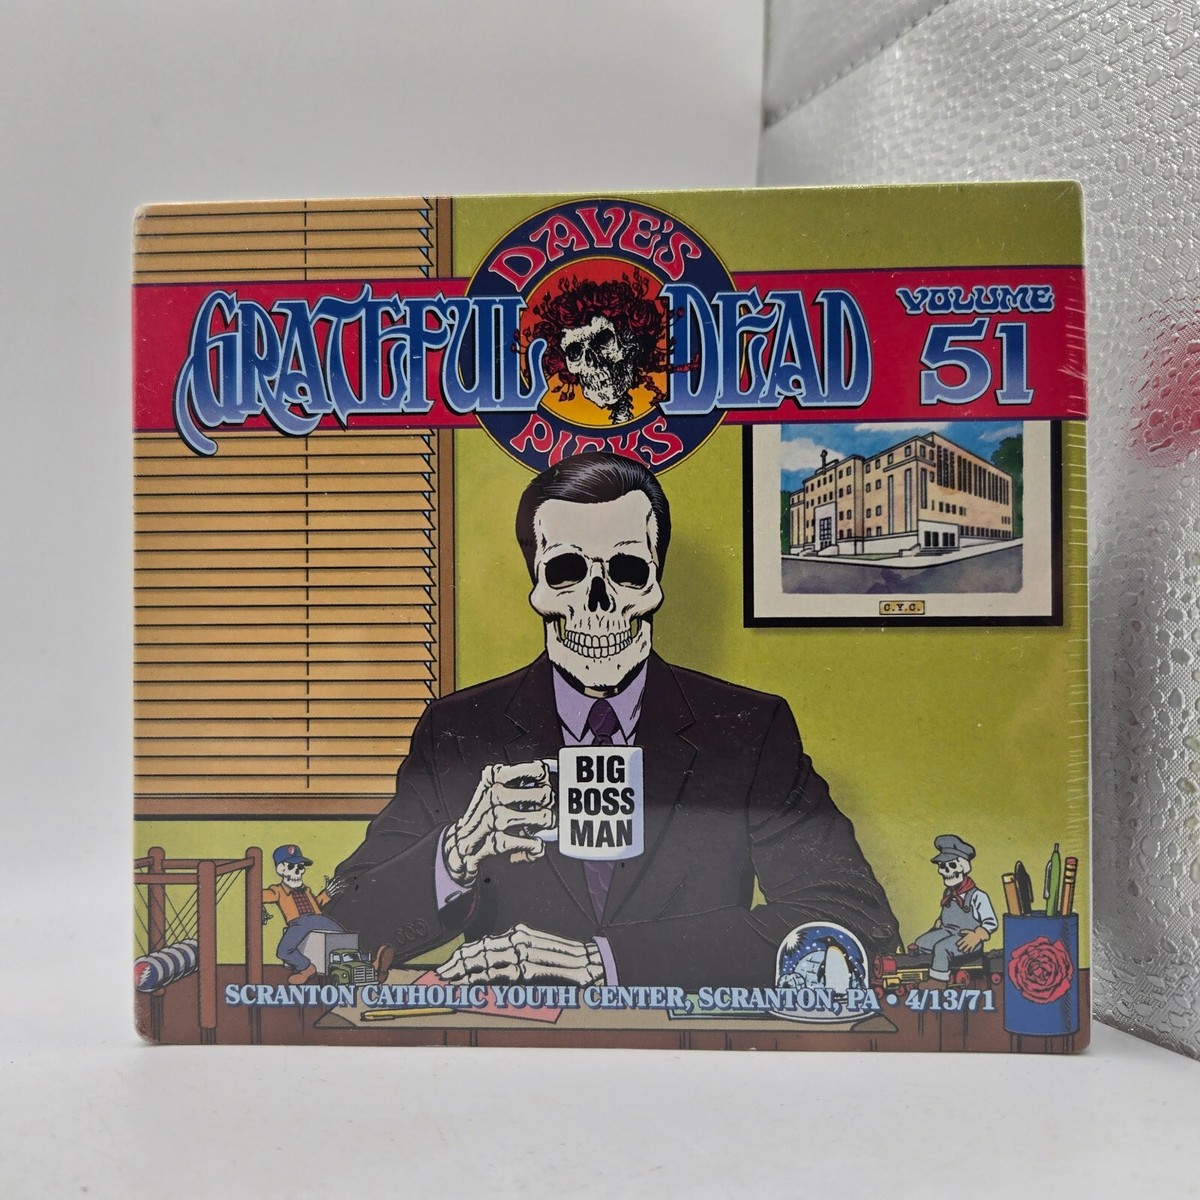 DAVE'S
GRATEFUL DEAD
PICKS
VOLUME
51
C.Y.C.
BIG
BOSS
MAN
SCRANTON CATHOLIC YOUTH CENTER, SCRANTON, PA • 4/13/71